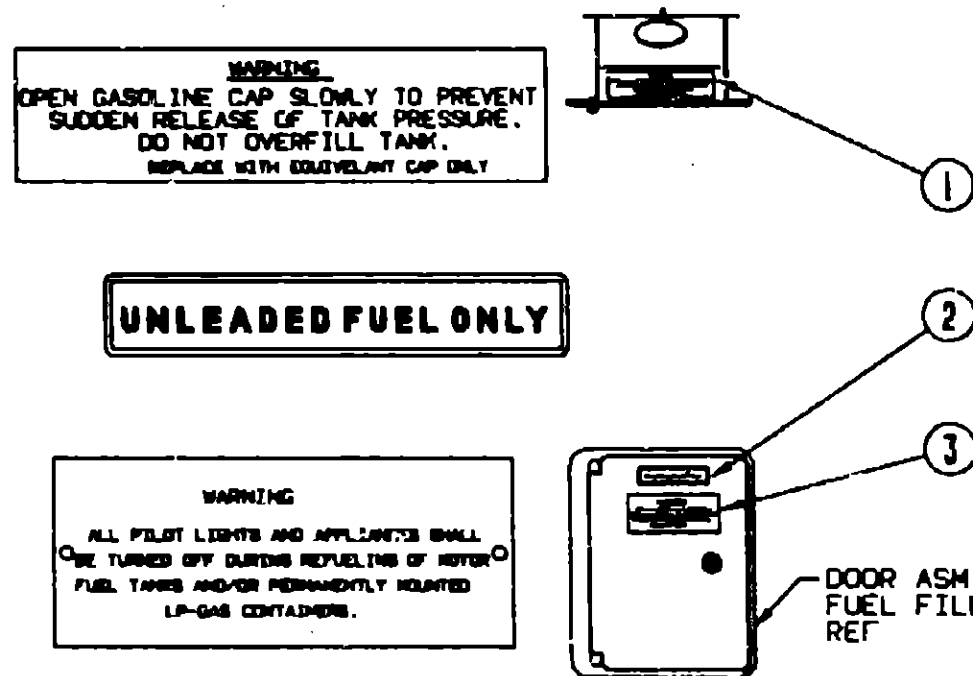 WARNING
OPEN GASOLINE CAP SLOWLY TO PREVENT
SUDDEN RELEASE OF TANK PRESSURE.
DO NOT OVERFILL TANK.
REPLACE WITH EQUIVELANT CAP ONLY
1
UNLEADED FUEL ONLY
2
3
WARNING
ALL PILOT LIGHTS AND APPLIANCES SHALL
BE TURNED OFF DURING REFUELING OF MOTOR
FUEL TANKS AND/OR PERMANENTLY MOUNTED
LP-GAS CONTAINERS.
DOOR ASM
FUEL FILL
REF